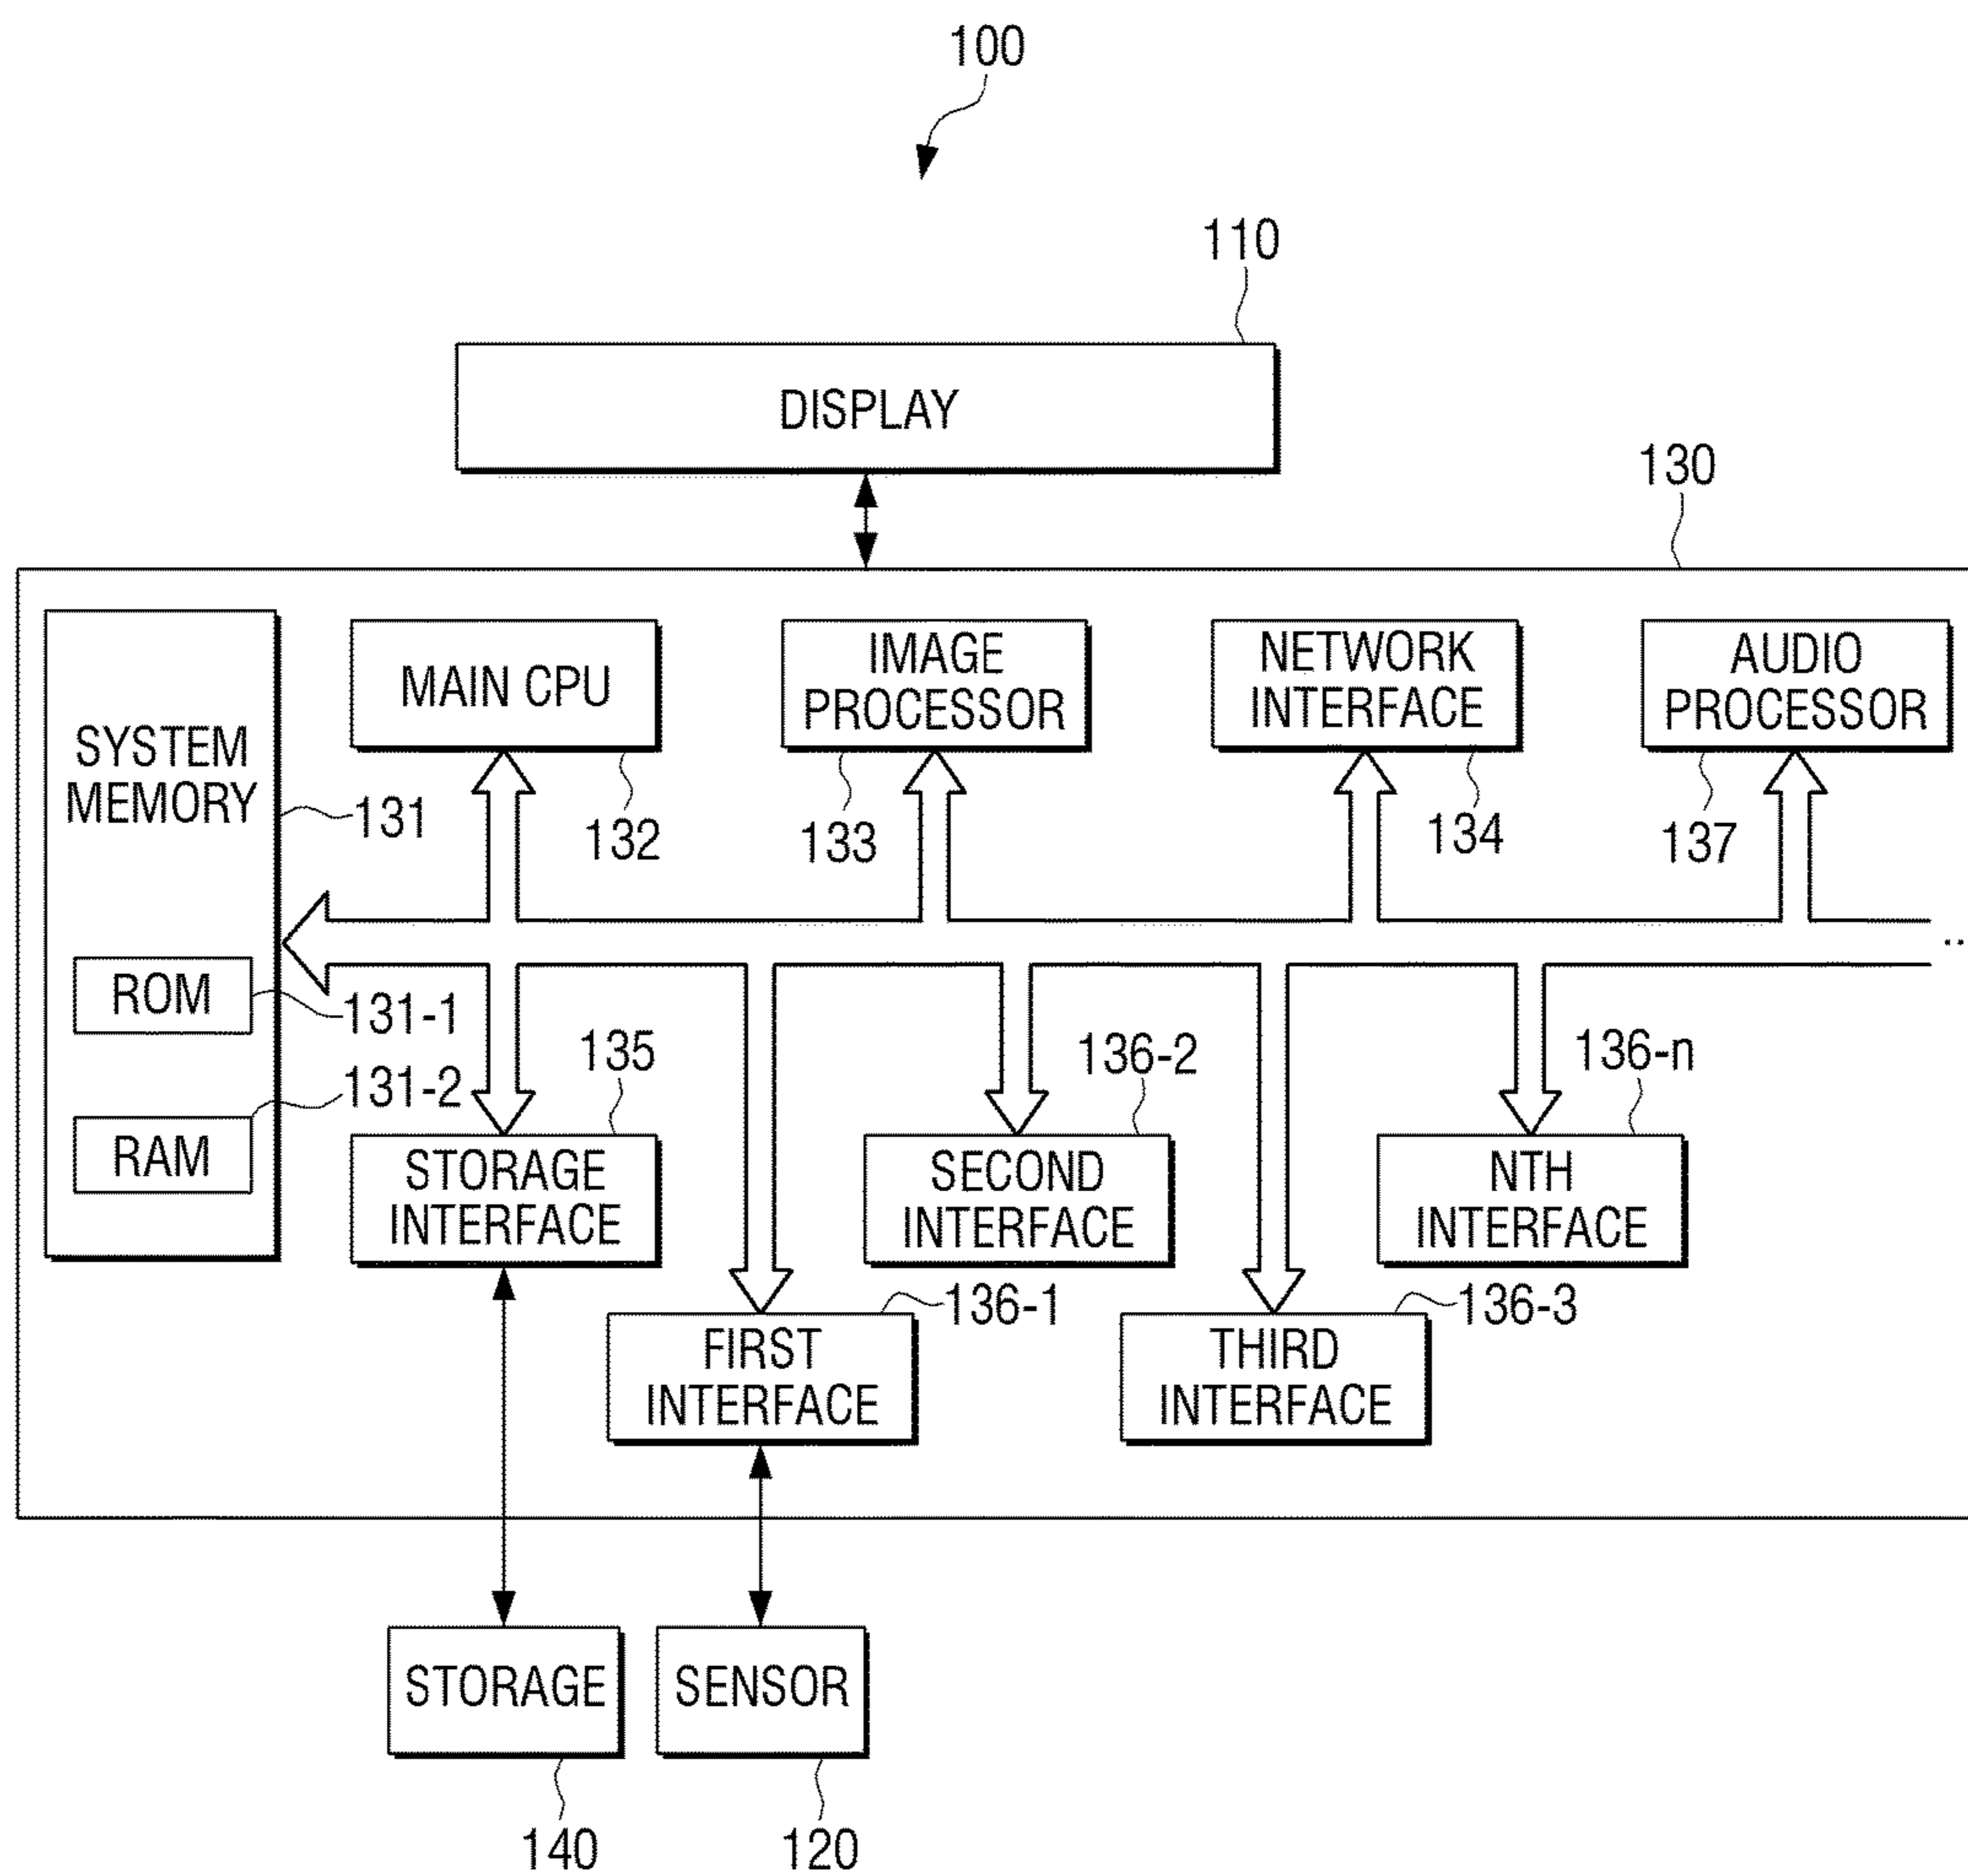 100
110
DISPLAY
130
SYSTEM
MEMORY
131
MAIN CPU
132
IMAGE
PROCESSOR
133
NETWORK
INTERFACE
134
AUDIO
PROCESSOR
137
..
ROM
131-1
RAM
131-2
135
STORAGE
INTERFACE
136-2
SECOND
INTERFACE
136-n
NTH
INTERFACE
136-1
FIRST
INTERFACE
136-3
THIRD
INTERFACE
STORAGE
140
SENSOR
120